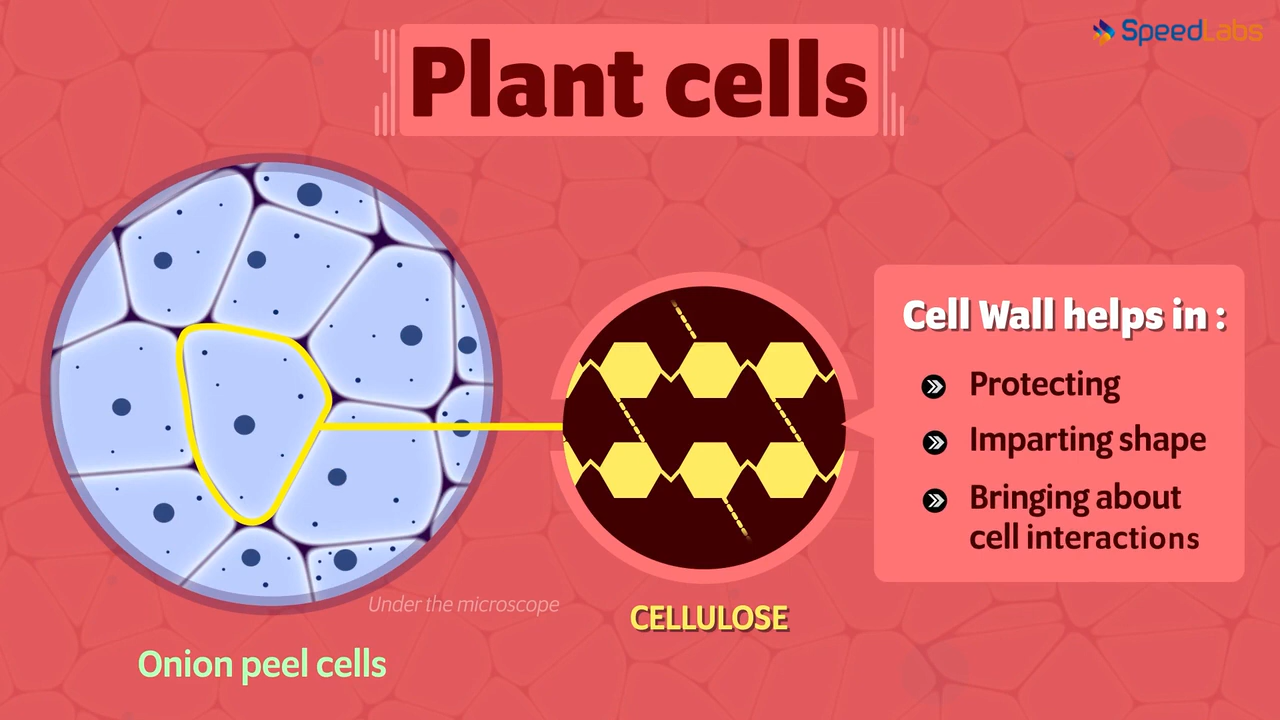 SpeedLabs
Plant cells
Cell Wall helps in :
Protecting
Imparting shape
Bringing about
cell interactions
Under the microscope
CELLULOSE
Onion peel cells